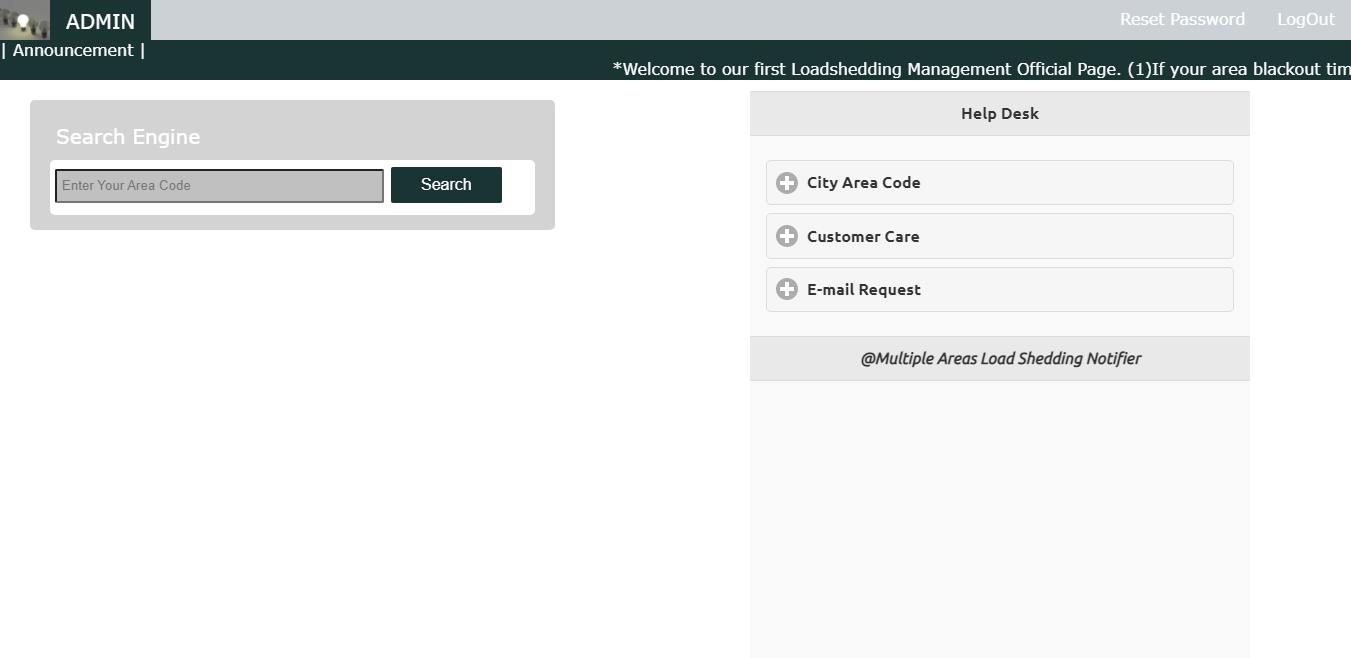 ADMIN
Reset Password
LogOut
| Announcement |
*Welcome to our first Loadshedding Management Official Page. (1)If your area blackout tim
Search Engine
Enter Your Area Code
Search
Help Desk
City Area Code
Customer Care
E-mail Request
@Multiple Areas Load Shedding Notifier